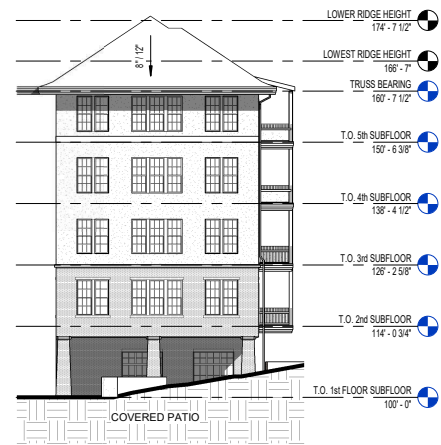 LOWER RIDGE HEIGHT
174' - 7 1/2"
LOWEST RIDGE HEIGHT
166' - 7"
8" / 12"
TRUSS BEARING
160' - 7 1/2"
T.O. 5th SUBFLOOR
150' - 6 3/8"
T.O. 4th SUBFLOOR
138' - 4 1/2"
T.O. 3rd SUBFLOOR
126' - 2 5/8"
T.O. 2nd SUBFLOOR
114' - 0 3/4"
T.O. 1st FLOOR SUBFLOOR
100' - 0"
COVERED PATIO